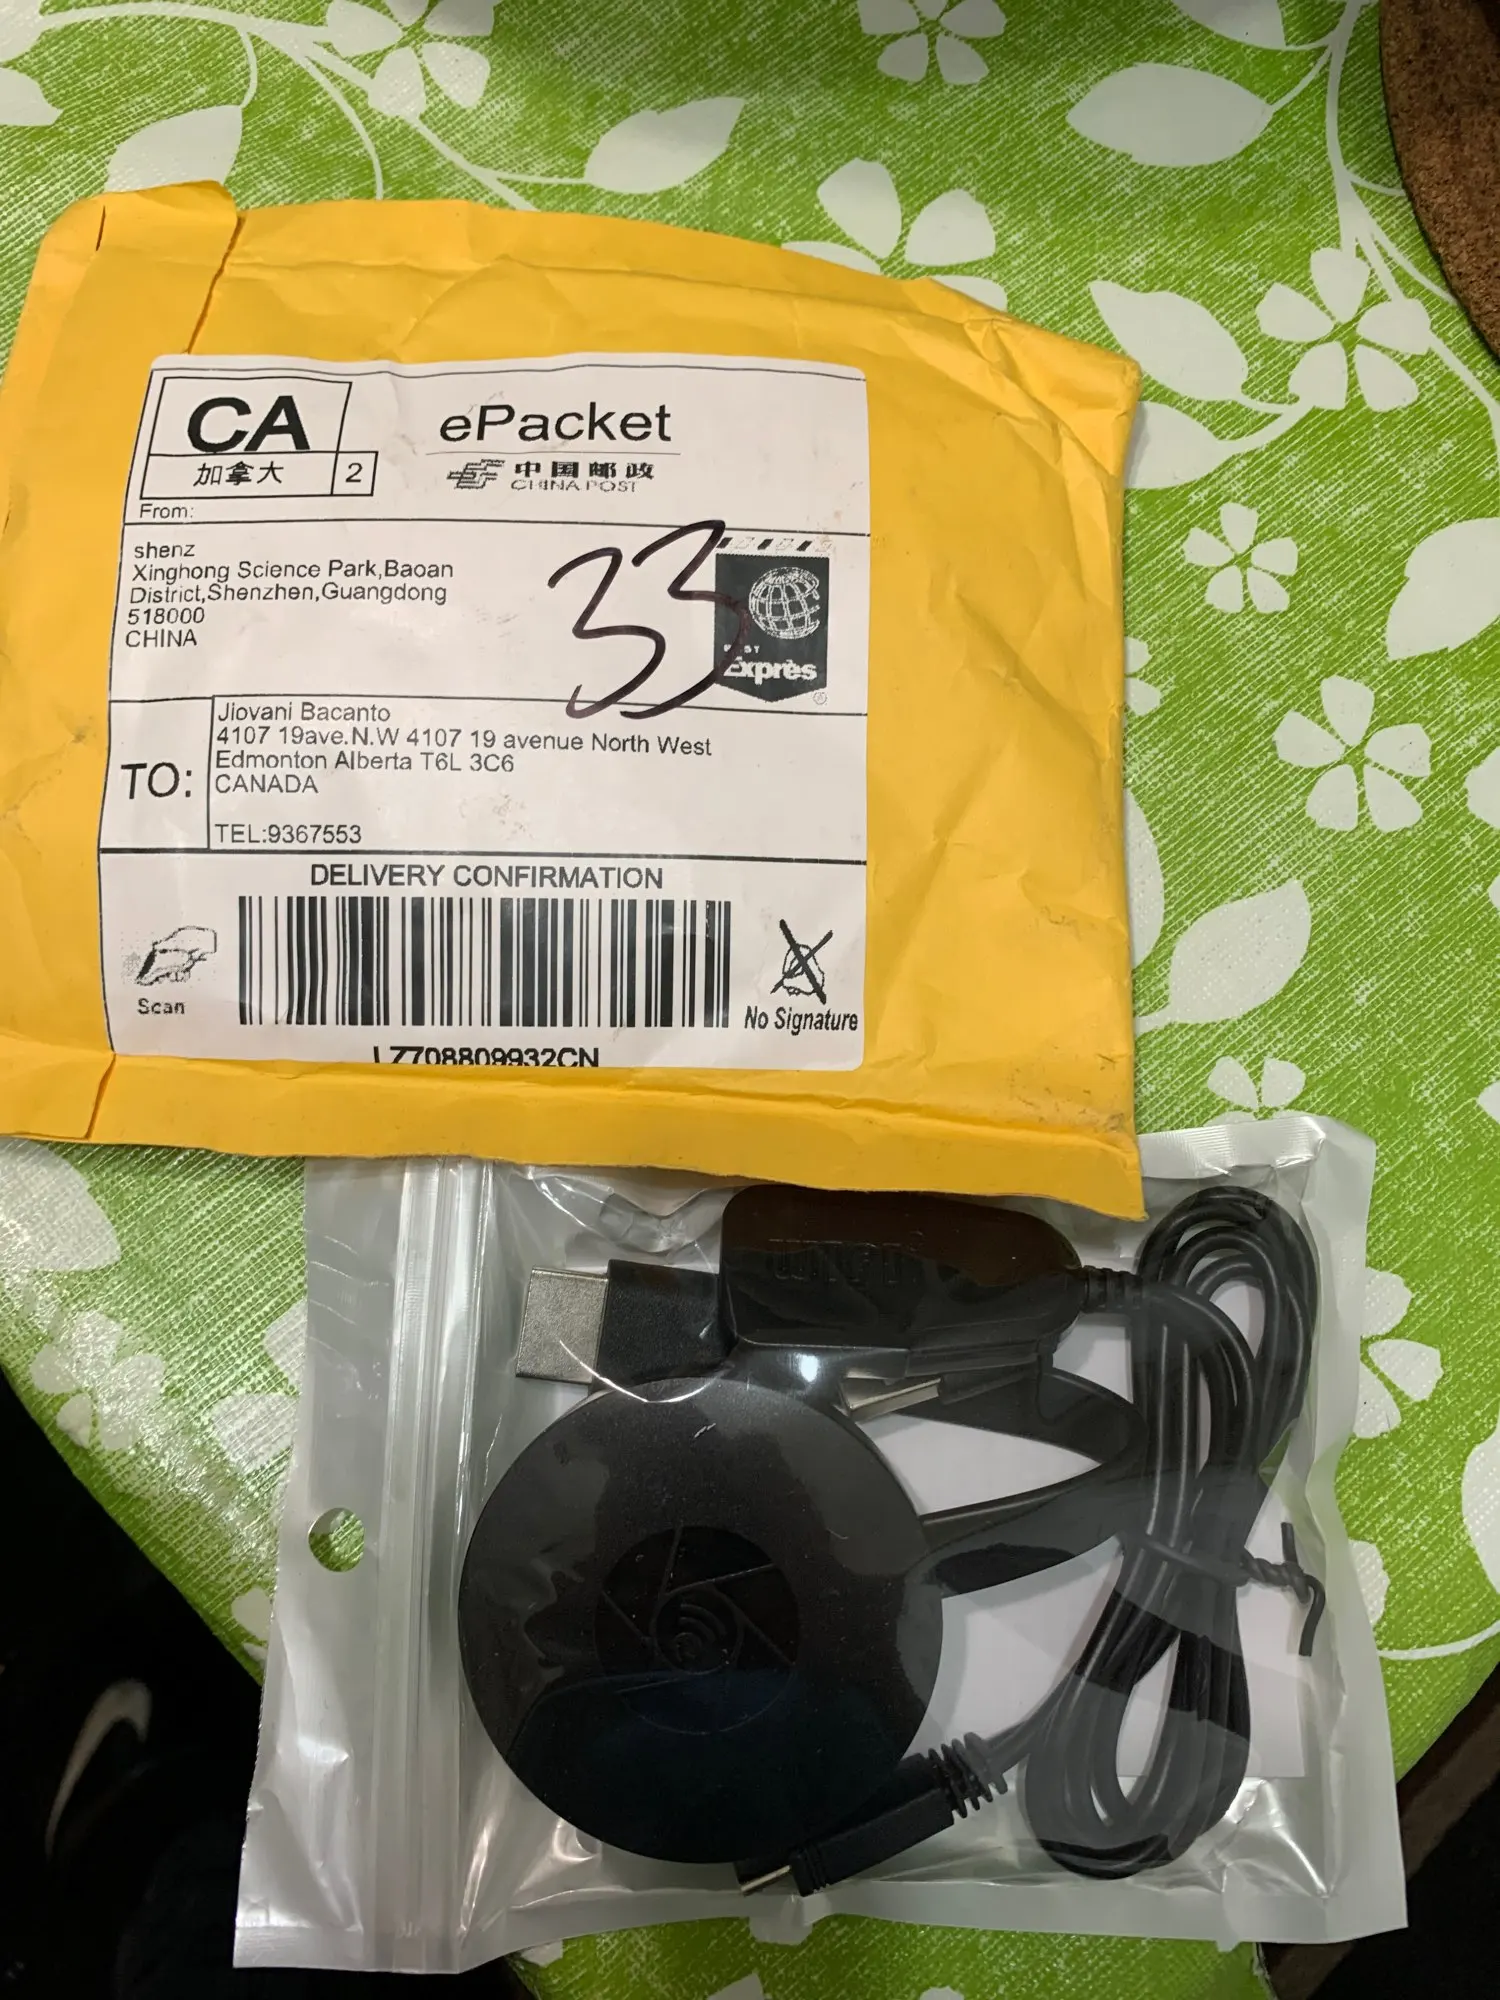 CA
加拿大
2
ePacket
中国邮政
CHINA POST
From:
shenz
Xinghong Science Park,Baoan
District,Shenzhen,Guangdong
518000
CHINA
33
Exprès
TO:
Jiovani Bacanto
4107 19ave.N.W 4107 19 avenue North West
Edmonton Alberta T6L 3C6
CANADA
TEL:9367553
DELIVERY CONFIRMATION
Scan
No Signature
LZ708809932CN